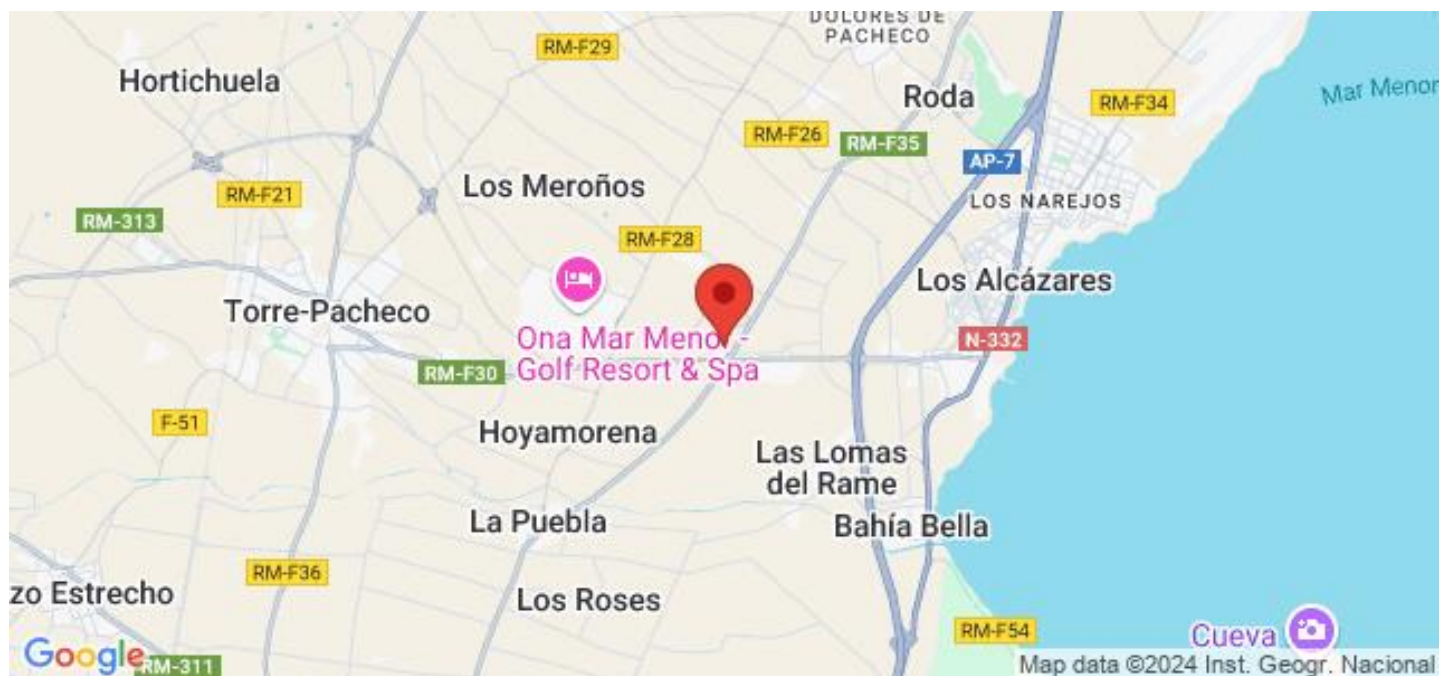 DOLORES DE
PACHECO
RM-F29
Hortichuela
Roda
Mar Menor
RM-F34
RM-F26
RM-F35
AP-7
Los Meroños
RM-F21
LOS NAREJOS
RM-313
RM-F28
Los Alcázares
Torre-Pacheco
Ona Mar Menor -
Golf Resort & Spa
N-332
RM-F30
F-51
Hoyamorena
Las Lomas
del Rame
La Puebla
Bahía Bella
RM-F36
zo Estrecho
Los Roses
RM-F54
Cueva
Google
RM-311
Map data ©2024 Inst. Geogr. Nacional